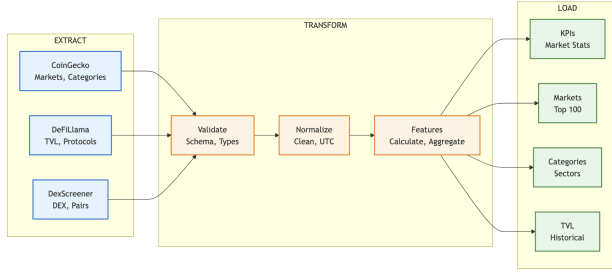 EXTRACT
CoinGecko
Markets, Categories
DeFiLlama
TVL, Protocols
DexScreener
DEX, Pairs
TRANSFORM
Validate
Schema, Types
Normalize
Clean, UTC
Features
Calculate, Aggregate
LOAD
KPIs
Market Stats
Markets
Top 100
Categories
Sectors
TVL
Historical